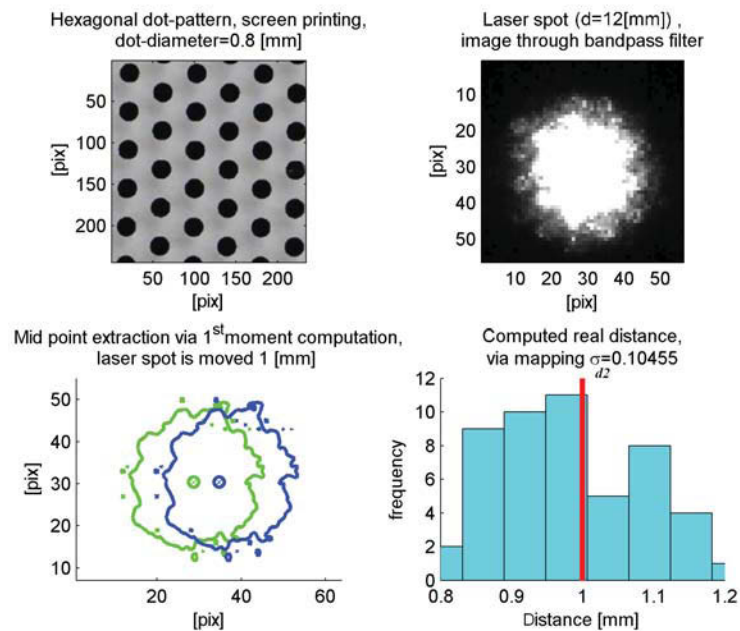 Hexagonal dot-pattern, screen printing,
dot-diameter=0.8 [mm]
50
100
150
200
[pix]
50 100 150 200
[pix]
Laser spot (d=12[mm]) ,
image through bandpass filter
10
20
30
40
50
[pix]
10 20 30 40 50
[pix]
Mid point extraction via 1st moment computation,
laser spot is moved 1 [mm]
50
40
30
20
10
[pix]
20 40 60
[pix]
Computed real distance,
via mapping σ=0.10455
d2
12
10
8
6
4
2
0
frequency
0.8 0.9 1 1.1 1.2
Distance [mm]